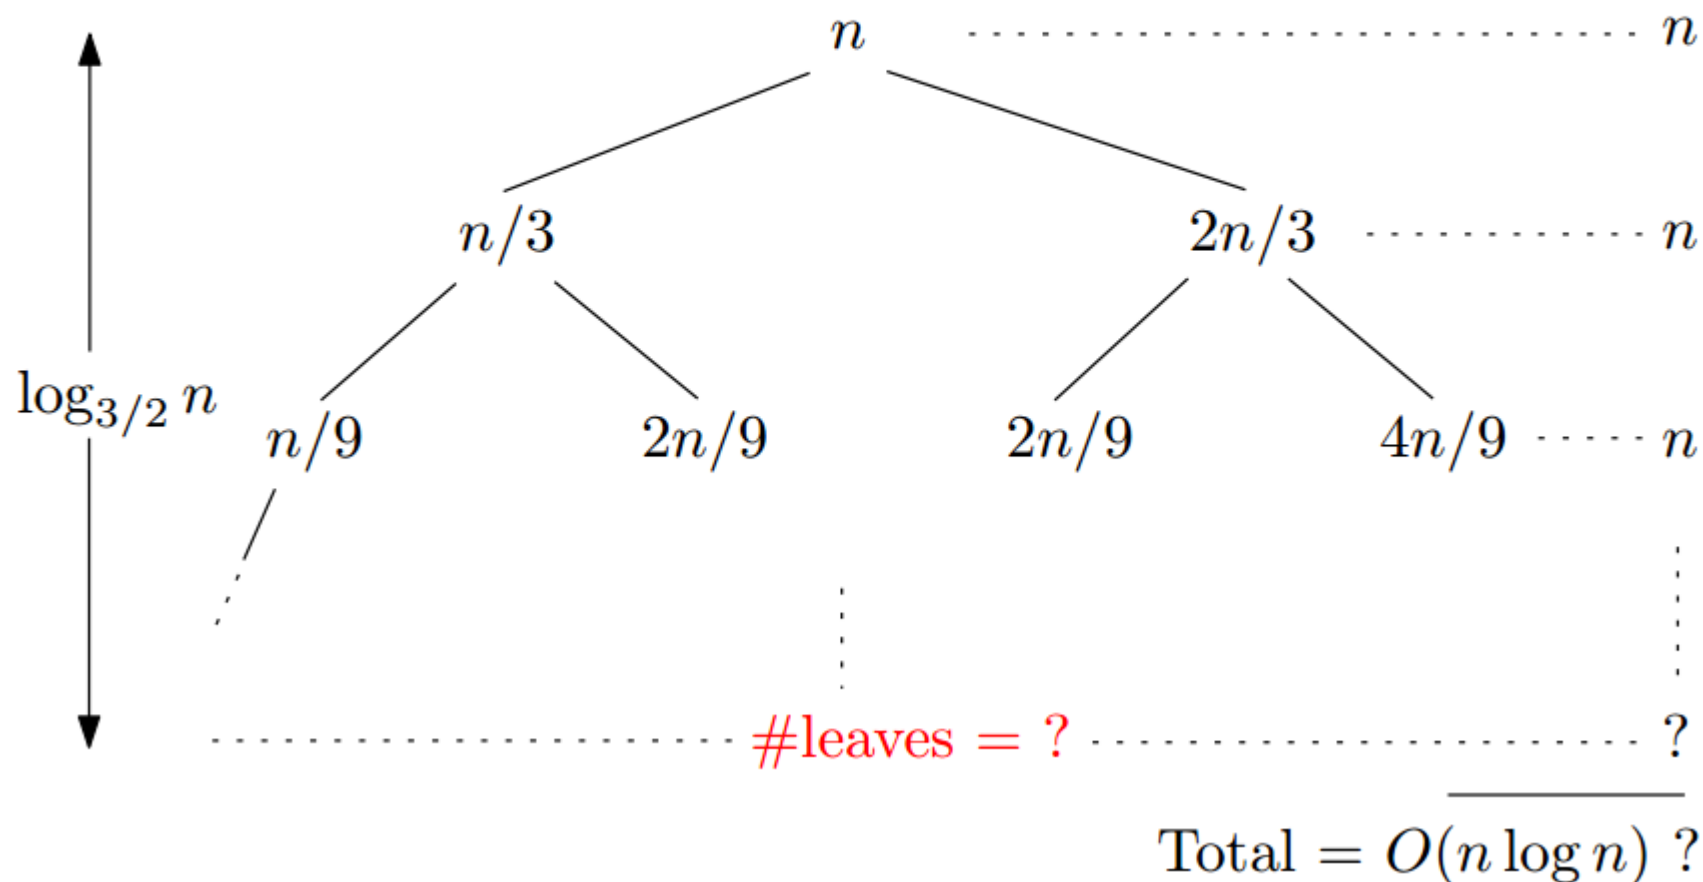 n n
n/3 2n/3 n
log_{3/2} n
n/9 2n/9 2n/9 4n/9 n
#leaves = ? ?
Total = O(n log n) ?